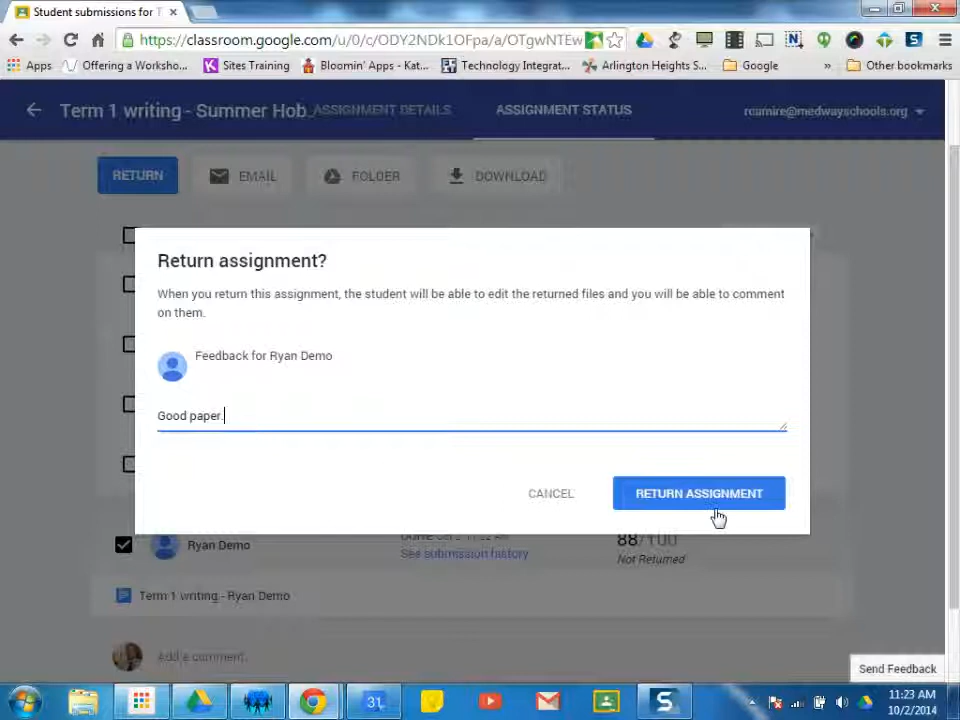 Student submissions for T
https://classroom.google.com/u/0/c/ODY2NDk1OFpa/a/OTgwNTEw
Apps
Offering a Worksho...
Sites Training
Bloomin' Apps - Kat...
Technology Integrat...
Arlington Heights S...
Google
»
Other bookmarks
Term 1 writing - Summer Hob
ASSIGNMENT DETAILS
ASSIGNMENT STATUS
rcamire@medwayschools.org
RETURN
EMAIL
FOLDER
DOWNLOAD
Return assignment?
When you return this assignment, the student will be able to edit the returned files and you will be able to comment
on them.
Feedback for Ryan Demo
Good paper.
CANCEL
RETURN ASSIGNMENT
Ryan Demo
See submission history
88/100
Not Returned
Term 1 writing - Ryan Demo
Add a comment.
Send Feedback
31
11:23 AM
10/2/2014